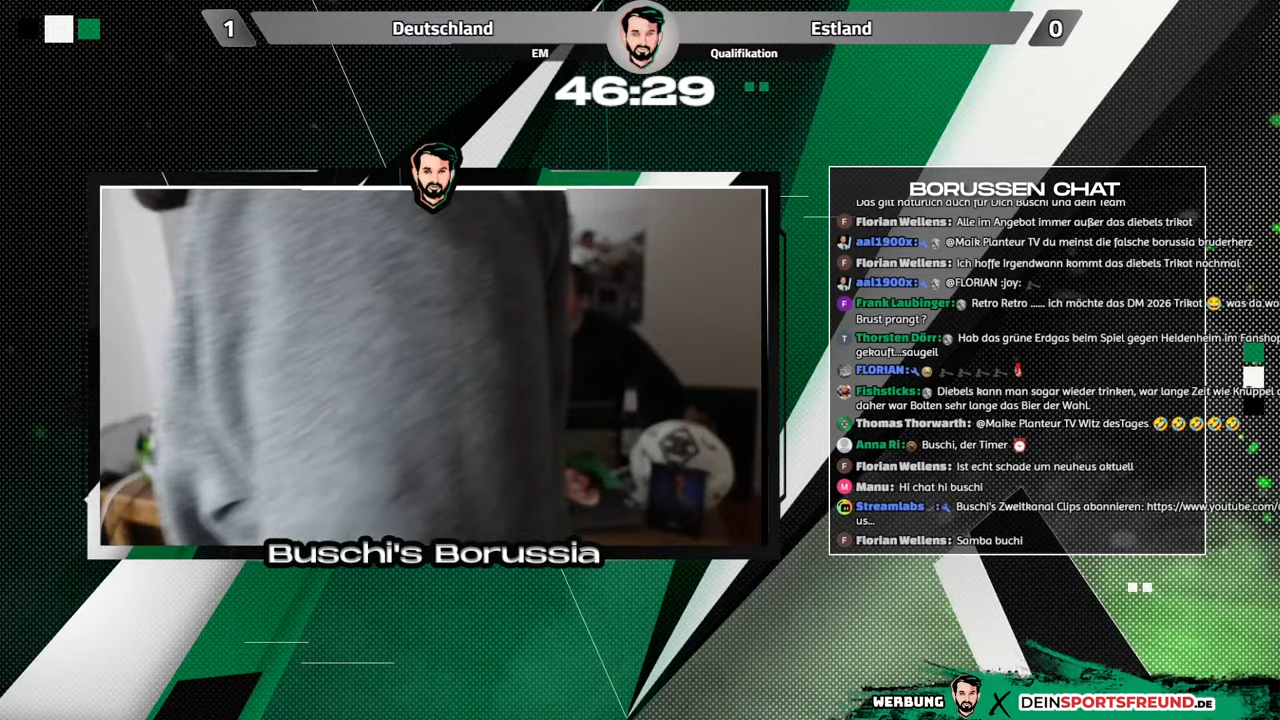 1 Deutschland Estland 0
EM Qualifikation
46:29
BORUSSEN CHAT
Das gilt natürlich auch für Dich Buschi und dein Team
F Florian Wellens: Alle im Angebot immer außer das diebels trikot
aal1900x: @Maik Planteur TV du meinst die falsche borussia bruderherz
F Florian Wellens: Ich hoffe irgendwann kommt das diebels Trikot nochmal
aal1900x: @FLORIAN :joy:
F Frank Laubinger: Retro Retro ...... Ich möchte das DM 2026 Trikot 😂 was da
Brust prangt ?
T Thorsten Dörr: Hab das grüne Erdgas beim Spiel gegen Heidenheim im Fanshop
gekauft...saugeil
FLORIAN:
Fishsticks: Diebels kann man sogar wieder trinken, war lange Zeit wie Knüppel
daher war Bolten sehr lange das Bier der Wahl.
Thomas Thorwarth: @Maike Planteur TV Witz desTages 🤣🤣🤣🤣🤣
Anna Ri: Buschi, der Timer ⏰
F Florian Wellens: Ist echt schade um neuheus aktuell
M Manu: Hi chat hi buschi
Streamlabs: Buschi's Zweitkanal Clips abonnieren: https://www.youtube.com/
us...
F Florian Wellens: Samba buchi
Buschi's Borussia
WERBUNG X DEINSPORTSFREUND.DE